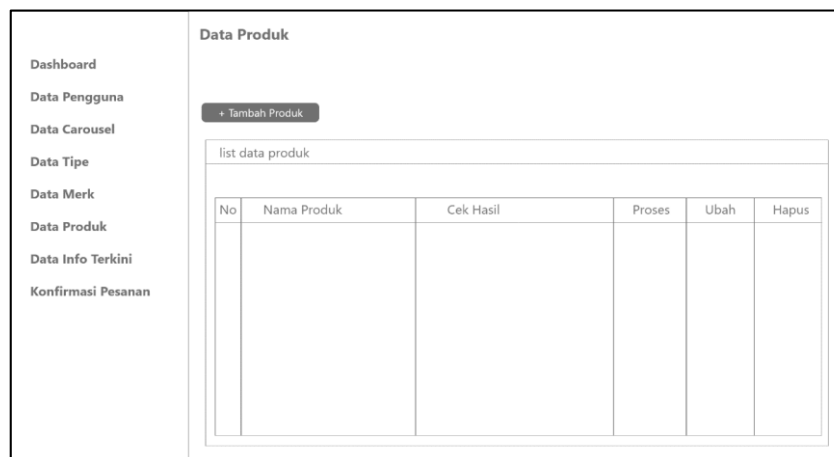 Data Produk
Dashboard
Data Pengguna
Data Carousel
Data Tipe
Data Merk
Data Produk
Data Info Terkini
Konfirmasi Pesanan
+ Tambah Produk
list data produk
No Nama Produk Cek Hasil Proses Ubah Hapus